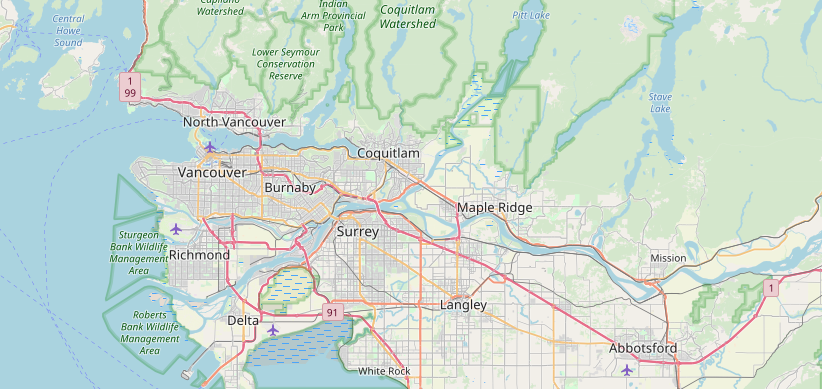 Capilano
Watershed
Indian
Arm Provincial
Park
Coquitlam
Watershed
Pitt Lake
Central
Howe
Sound
Lower Seymour
Conservation
Reserve
1
99
Stave
Lake
North Vancouver
Coquitlam
Vancouver
Burnaby
Maple Ridge
Surrey
Sturgeon
Bank Wildlife
Management
Area
Richmond
Mission
1
Langley
91
Roberts
Bank Wildlife
Management
Area
Delta
Abbotsford
White Rock